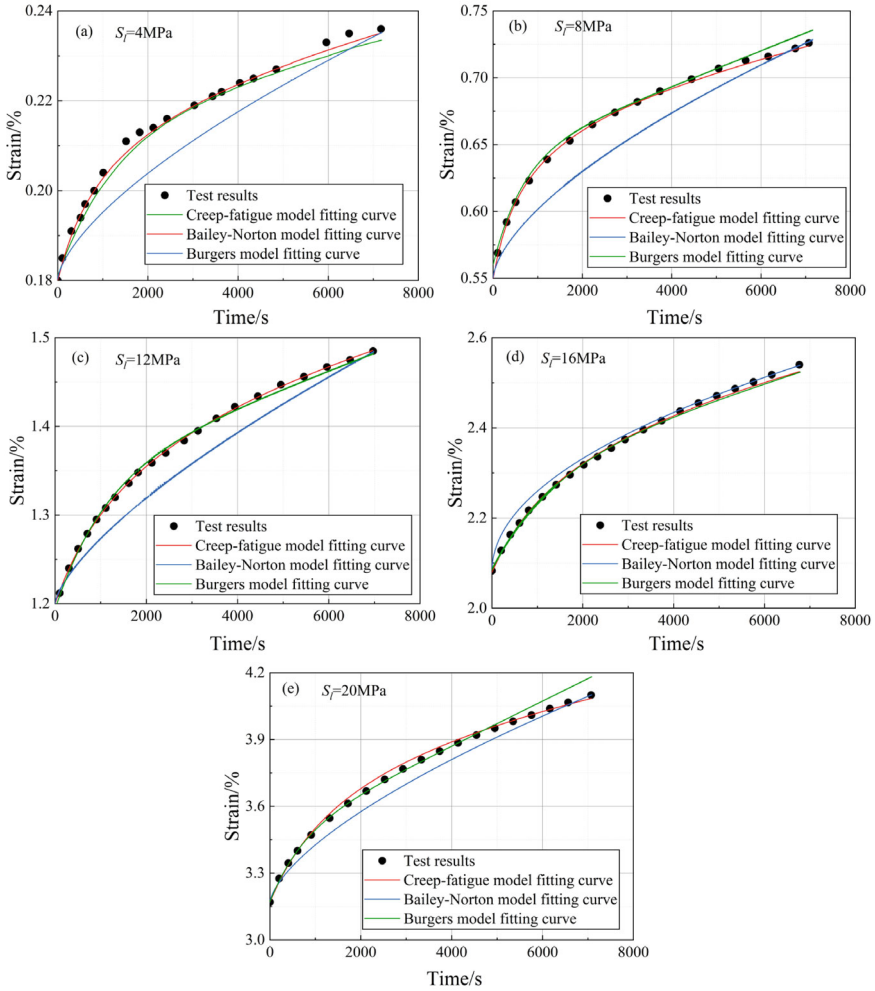 (a)
S_l=4MPa
0.24
0.22
0.20
0.18
Strain/%
Test results
Creep-fatigue model fitting curve
Bailey-Norton model fitting curve
Burgers model fitting curve
0
2000
4000
6000
8000
Time/s
(b)
S_l=8MPa
0.75
0.70
0.65
0.60
0.55
Strain/%
Test results
Creep-fatigue model fitting curve
Bailey-Norton model fitting curve
Burgers model fitting curve
0
2000
4000
6000
8000
Time/s
(c)
S_l=12MPa
1.5
1.4
1.3
1.2
Strain/%
Test results
Creep-fatigue model fitting curve
Bailey-Norton model fitting curve
Burgers model fitting curve
0
2000
4000
6000
8000
Time/s
(d)
S_l=16MPa
2.6
2.4
2.2
2.0
Strain/%
Test results
Creep-fatigue model fitting curve
Bailey-Norton model fitting curve
Burgers model fitting curve
0
2000
4000
6000
8000
Time/s
(e)
S_l=20MPa
4.2
3.9
3.6
3.3
3.0
Strain/%
Test results
Creep-fatigue model fitting curve
Bailey-Norton model fitting curve
Burgers model fitting curve
0
2000
4000
6000
8000
Time/s